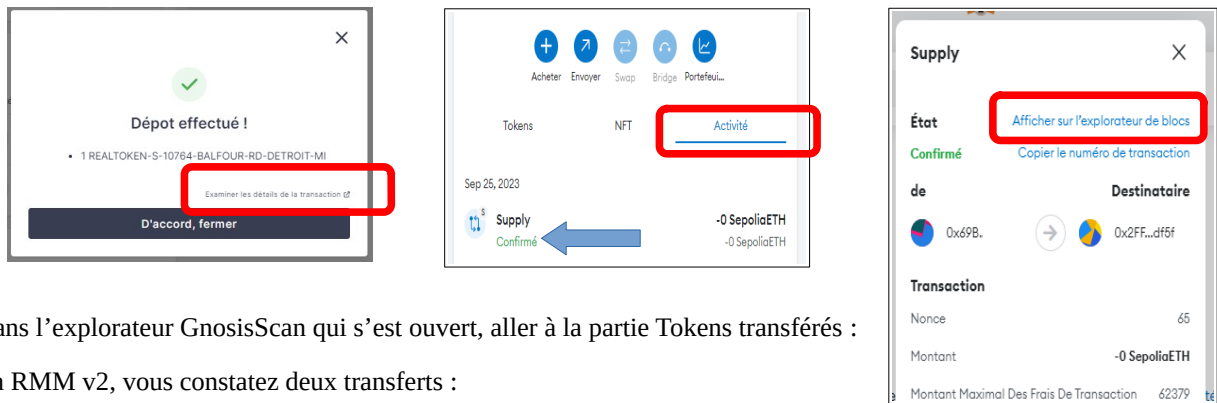 Dépot effectué !
1 REALTOKEN-S-10764-BALFOUR-RD-DETROIT-MI
Examiner les détails de la transaction
D'accord, fermer
Acheter Envoyer Swap Bridge Portefeui...
Tokens NFT Activité
Sep 25, 2023
S
Supply -0 SepoliaETH
Confirmé -0 SepoliaETH
Supply
État Afficher sur l'explorateur de blocs
Confirmé Copier le numéro de transaction
de Destinataire
0x69B.. 0x2FF...df5f
Transaction
Nonce 65
Montant -0 SepoliaETH
Montant Maximal Des Frais De Transaction 62379
ans l’explorateur GnosisScan qui s’est ouvert, aller à la partie Tokens transférés :
RMM v2, vous constatez deux transferts :